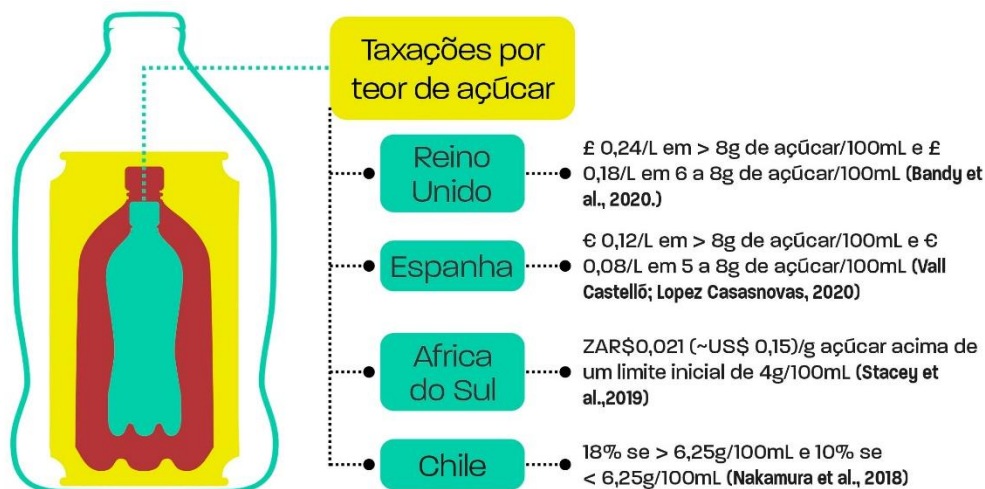 Taxações por
teor de açúcar
Reino
Unido
£ 0,24/L em > 8g de açúcar/100mL e £
0,18/L em 6 a 8g de açúcar/100mL (Bandy et
al., 2020.)
Espanha
€ 0,12/L em > 8g de açúcar/100mL e €
0,08/L em 5 a 8g de açúcar/100mL (Vall
Castelló; Lopez Casasnovas, 2020)
Africa
do Sul
ZAR$0,021 (~US$ 0,15)/g açúcar acima de
um limite inicial de 4g/100mL (Stacey et
al.,2019)
Chile
18% se > 6,25g/100mL e 10% se
< 6,25g/100mL (Nakamura et al., 2018)